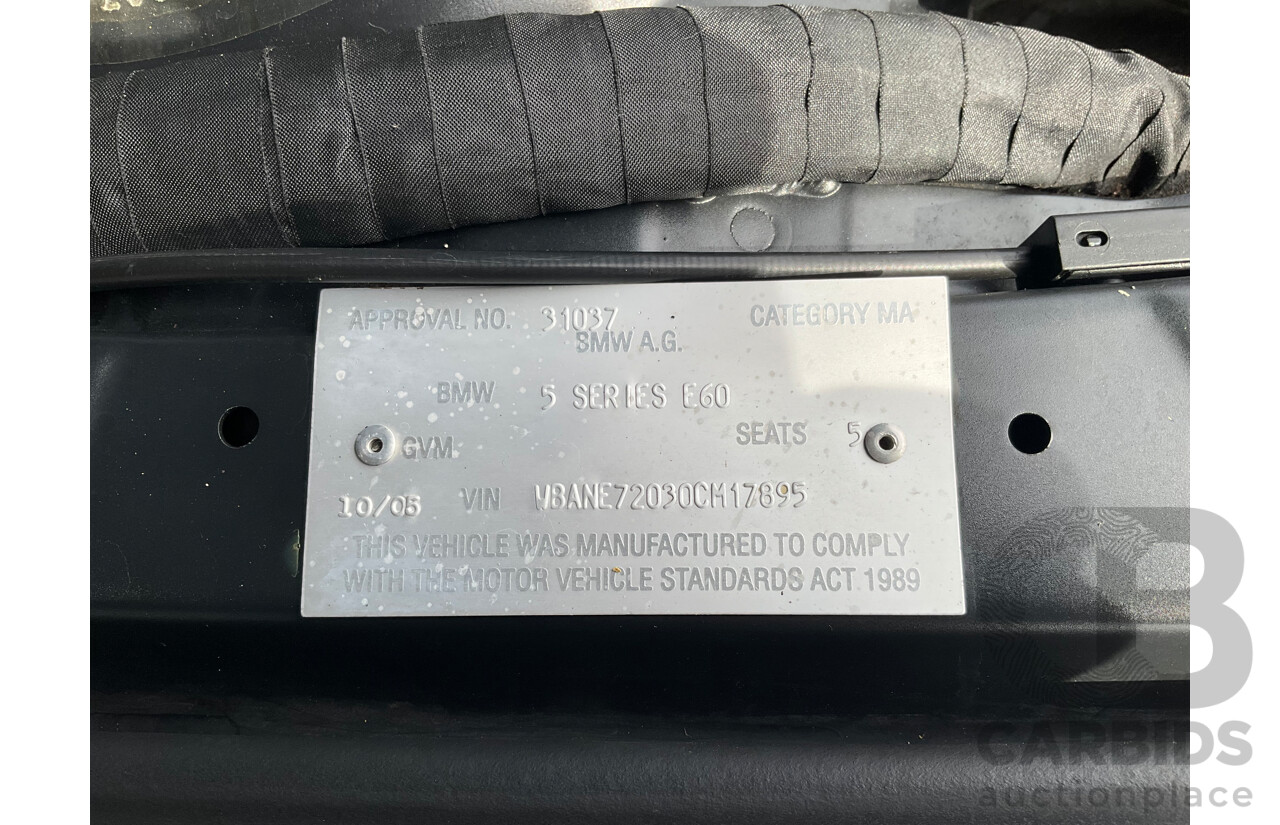 APPROVAL NO. 31037 CATEGORY MA
BMW A.G.
BMW 5 SERIES E60
SEATS 5
GVM
10/05 VIN WBANE72030CM17895
THIS VEHICLE WAS MANUFACTURED TO COMPLY
WITH THE MOTOR VEHICLE STANDARDS ACT 1989
CB
CARBIDS
auctionplace